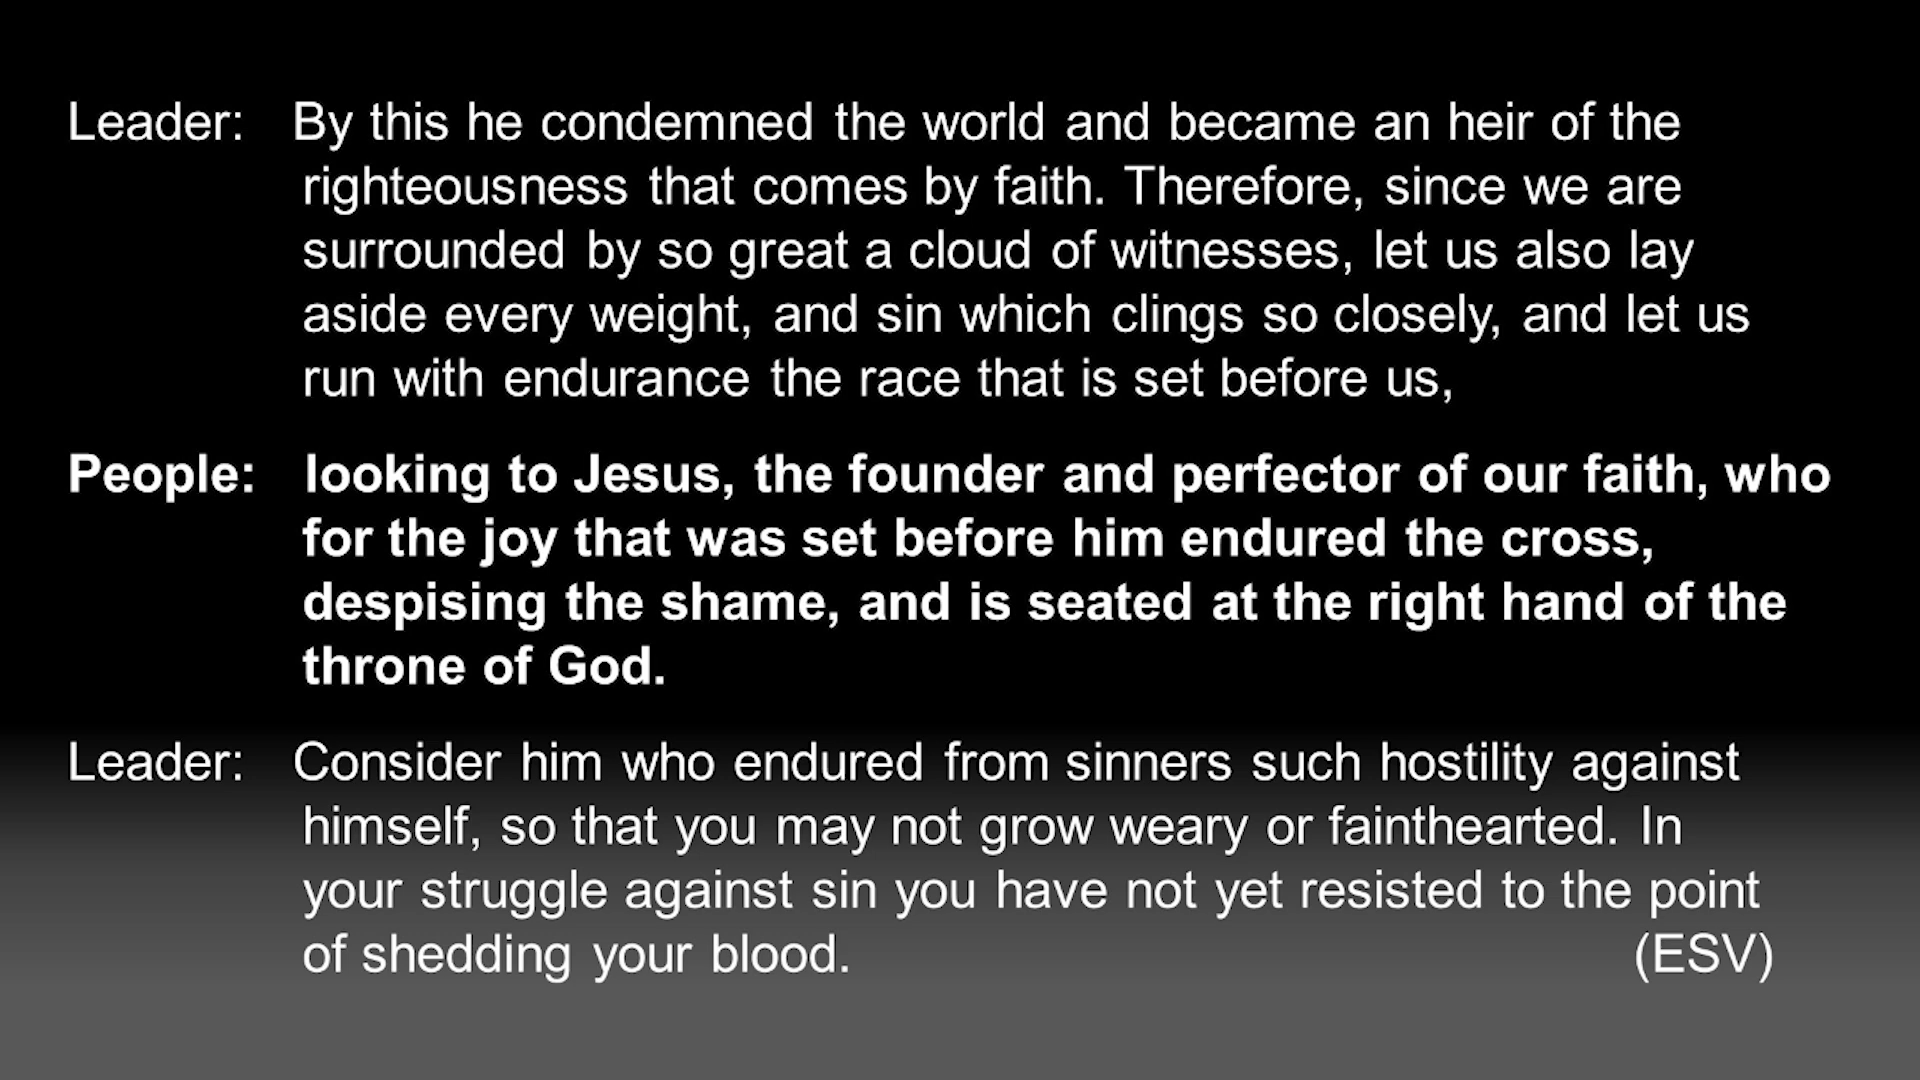 Leader: By this he condemned the world and became an heir of the
righteousness that comes by faith. Therefore, since we are
surrounded by so great a cloud of witnesses, let us also lay
aside every weight, and sin which clings so closely, and let us
run with endurance the race that is set before us,
People: looking to Jesus, the founder and perfector of our faith, who
for the joy that was set before him endured the cross,
despising the shame, and is seated at the right hand of the
throne of God.
Leader: Consider him who endured from sinners such hostility against
himself, so that you may not grow weary or fainthearted. In
your struggle against sin you have not yet resisted to the point
of shedding your blood. (ESV)